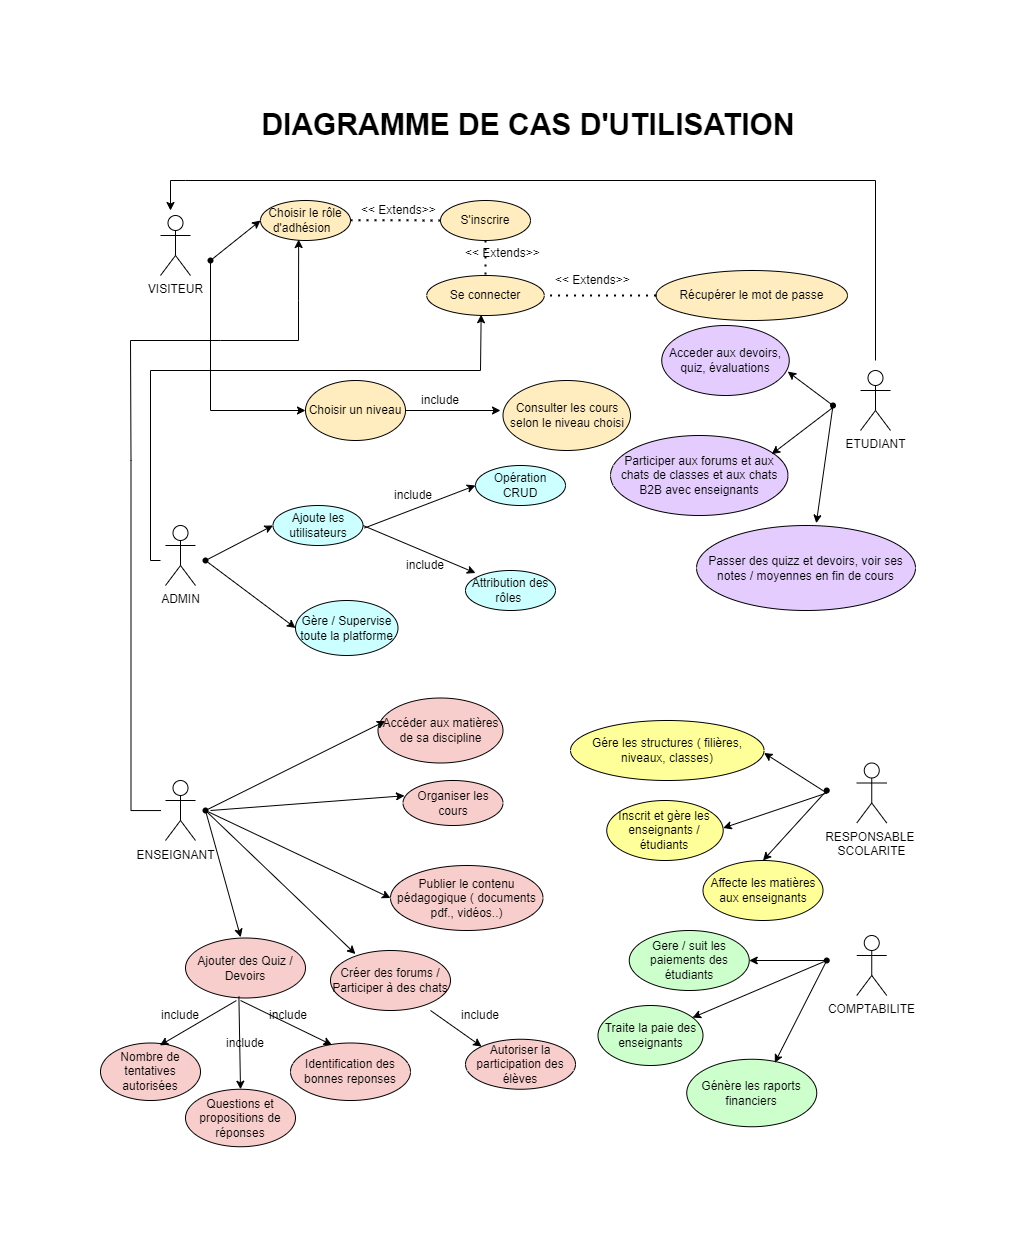 DIAGRAMME DE CAS D'UTILISATION
Choisir le rôle
d'adhésion
<< Extends>>
S'inscrire
<< Extends>>
VISITEUR
Se connecter
<< Extends>>
Récupérer le mot de passe
Acceder aux devoirs,
quiz, évaluations
Choisir un niveau
include
Consulter les cours
selon le niveau choisi
ETUDIANT
Participer aux forums et aux
chats de classes et aux chats
B2B avec enseignants
Opération
CRUD
include
Ajoute les
utilisateurs
include
Attribution des
rôles
Passer des quizz et devoirs, voir ses
notes / moyennes en fin de cours
ADMIN
Gère / Supervise
toute la platforme
Accéder aux matières
de sa discipline
Gére les structures ( filières,
niveaux, classes)
Organiser les
cours
Inscrit et gère les
enseignants /
étudiants
RESPONSABLE
SCOLARITE
ENSEIGNANT
Publier le contenu
pédagogique ( documents
pdf., vidéos..)
Affecte les matières
aux enseignants
Ajouter des Quiz /
Devoirs
Créer des forums /
Participer à des chats
Gere / suit les
paiements des
étudiants
COMPTABILITE
include
include
include
include
Traite la paie des
enseignants
Nombre de
tentatives
autorisées
Identification des
bonnes reponses
Autoriser la
participation des
élèves
Questions et
propositions de
réponses
Génère les raports
financiers